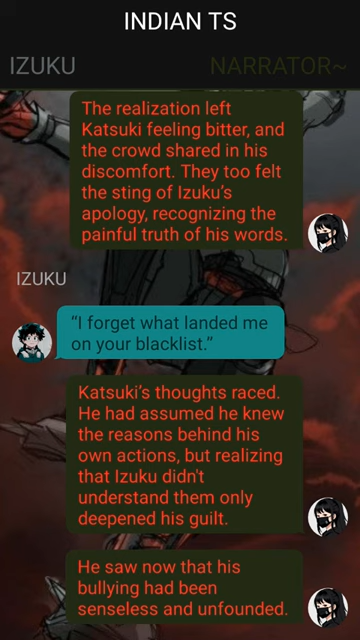 INDIAN TS
IZUKU
NARRATOR~
The realization left
Katsuki feeling bitter, and
the crowd shared in his
discomfort. They too felt
the sting of Izuku's
apology, recognizing the
painful truth of his words.
IZUKU
"I forget what landed me
on your blacklist."
Katsuki's thoughts raced.
He had assumed he knew
the reasons behind his
own actions, but realizing
that Izuku didn't
understand them only
deepened his guilt.
He saw now that his
bullying had been
senseless and unfounded.